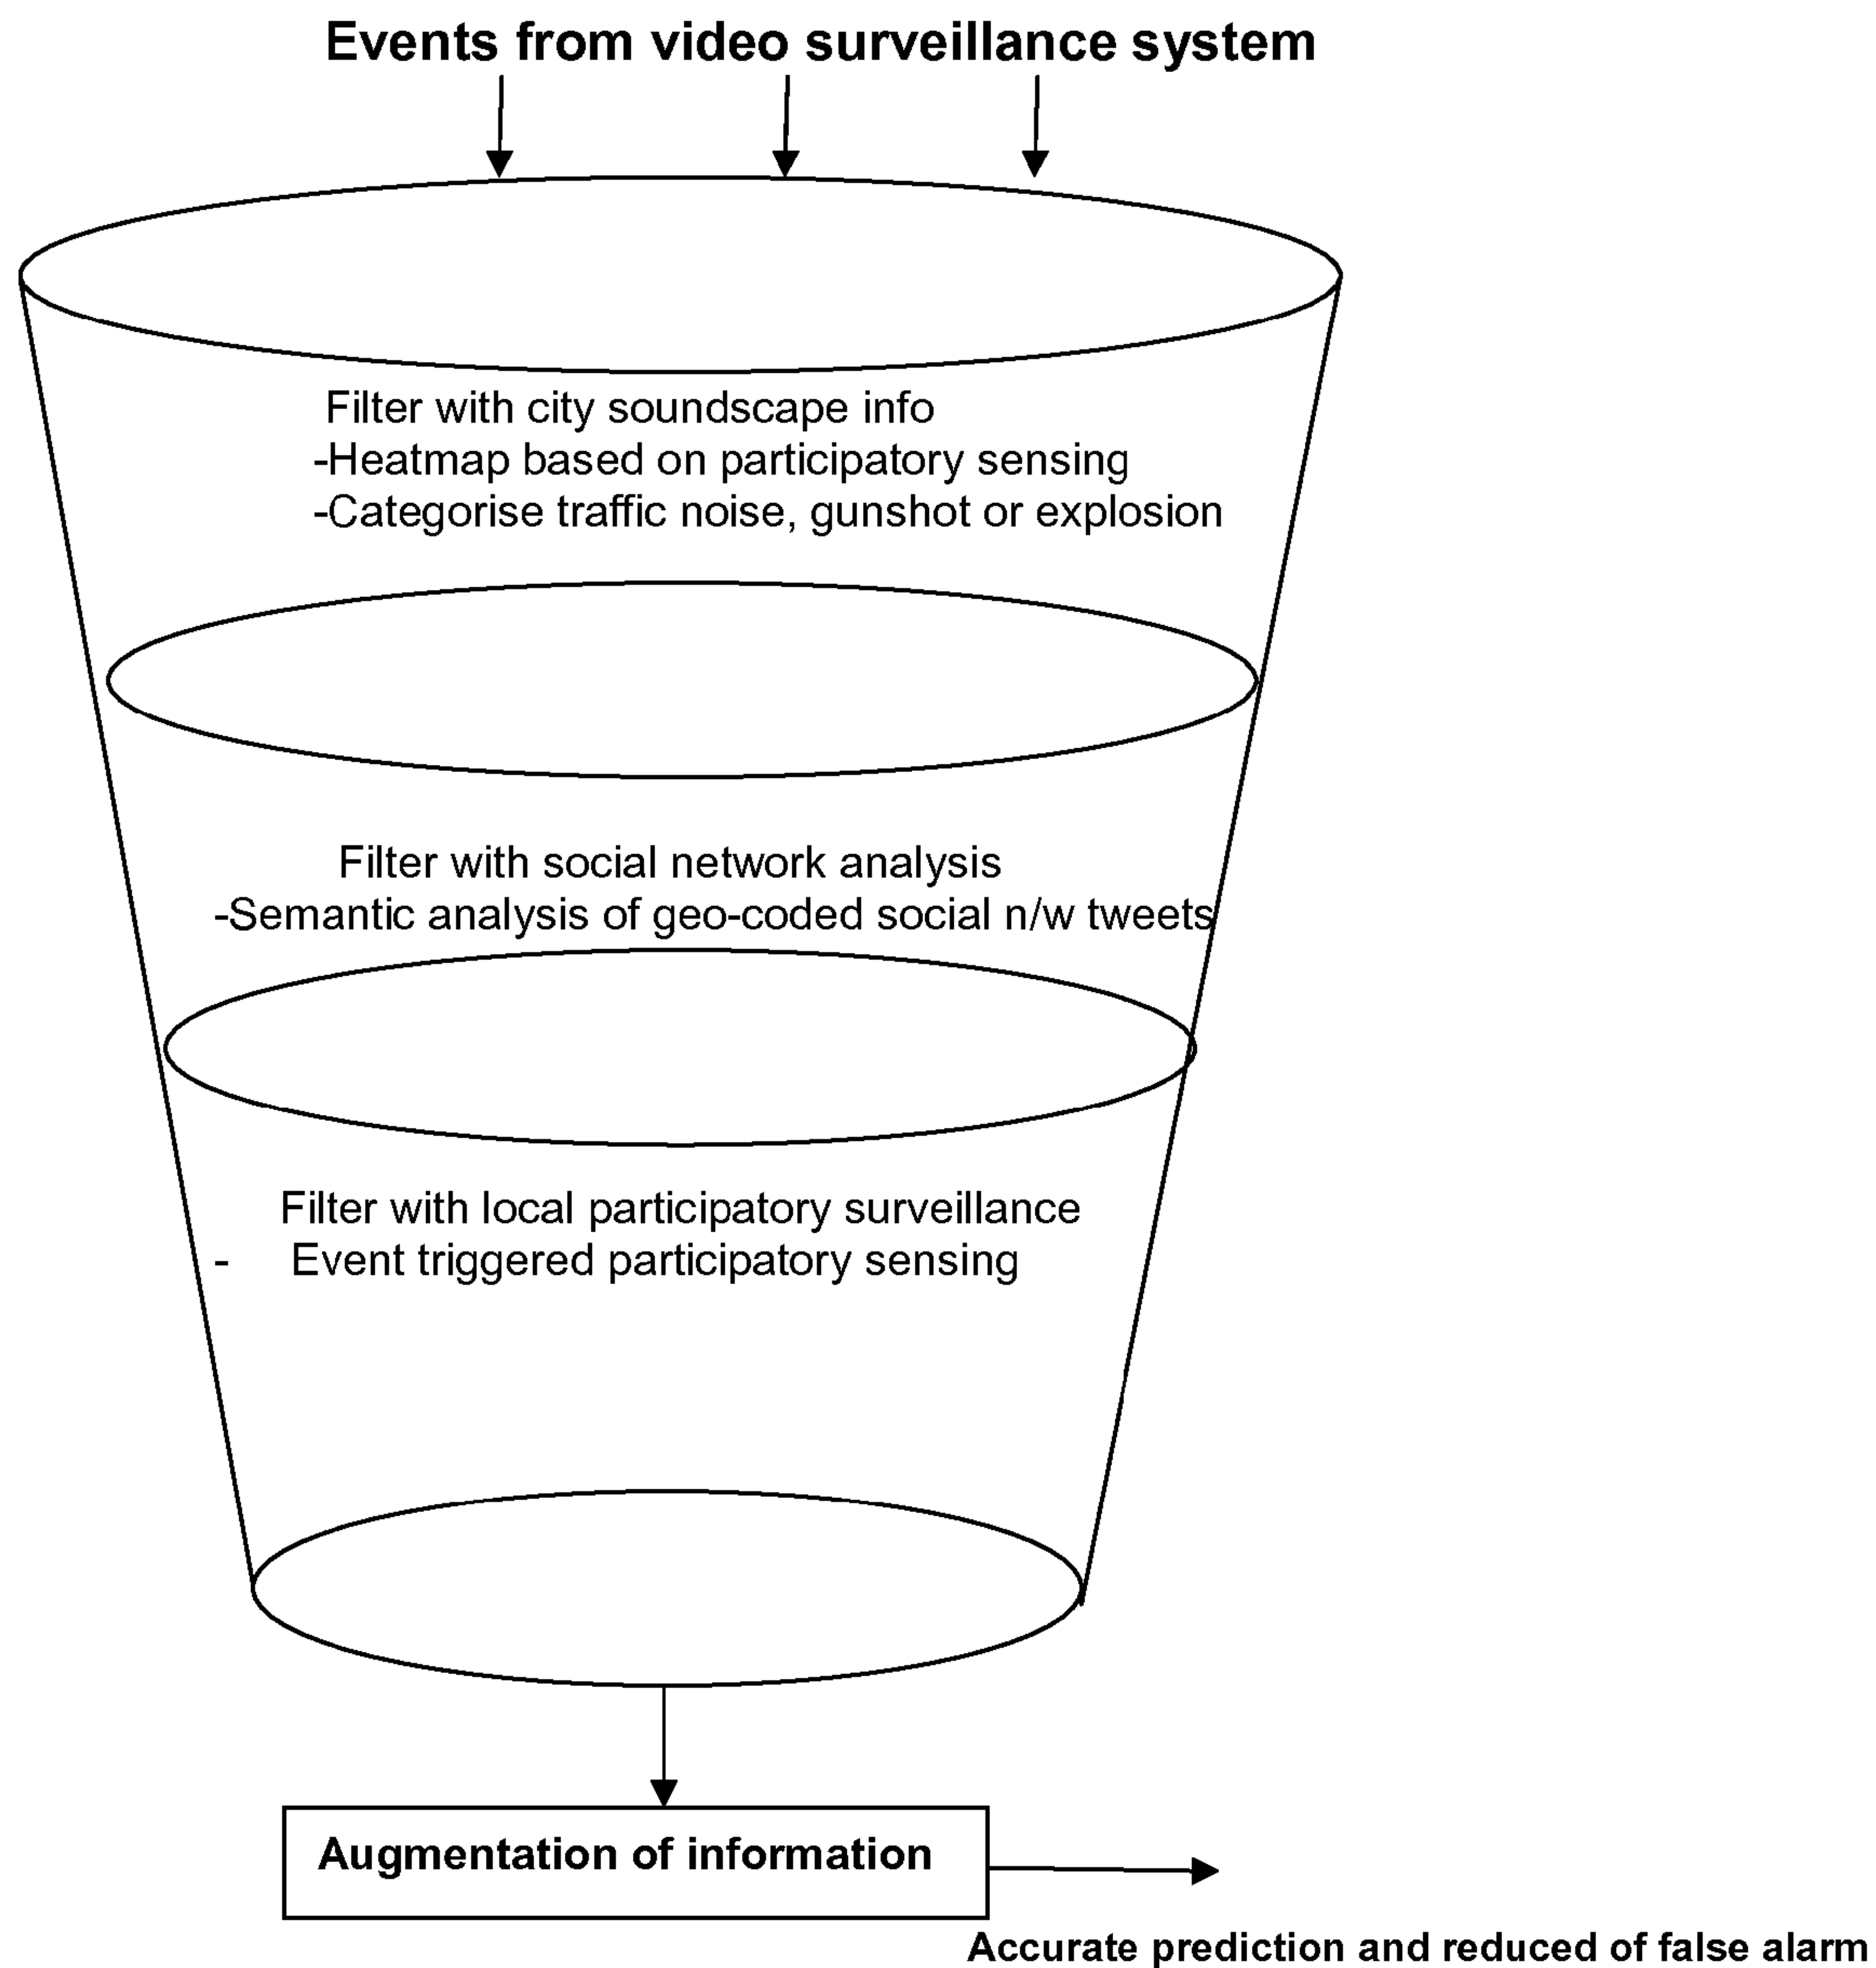 Events from video surveillance system
Filter with city soundscape info
-Heatmap based on participatory sensing
-Categorise traffic noise, gunshot or explosion
Filter with social network analysis
-Semantic analysis of geo-coded social n/w tweets
Filter with local participatory surveillance
- Event triggered participatory sensing
Augmentation of information
Accurate prediction and reduced of false alarm